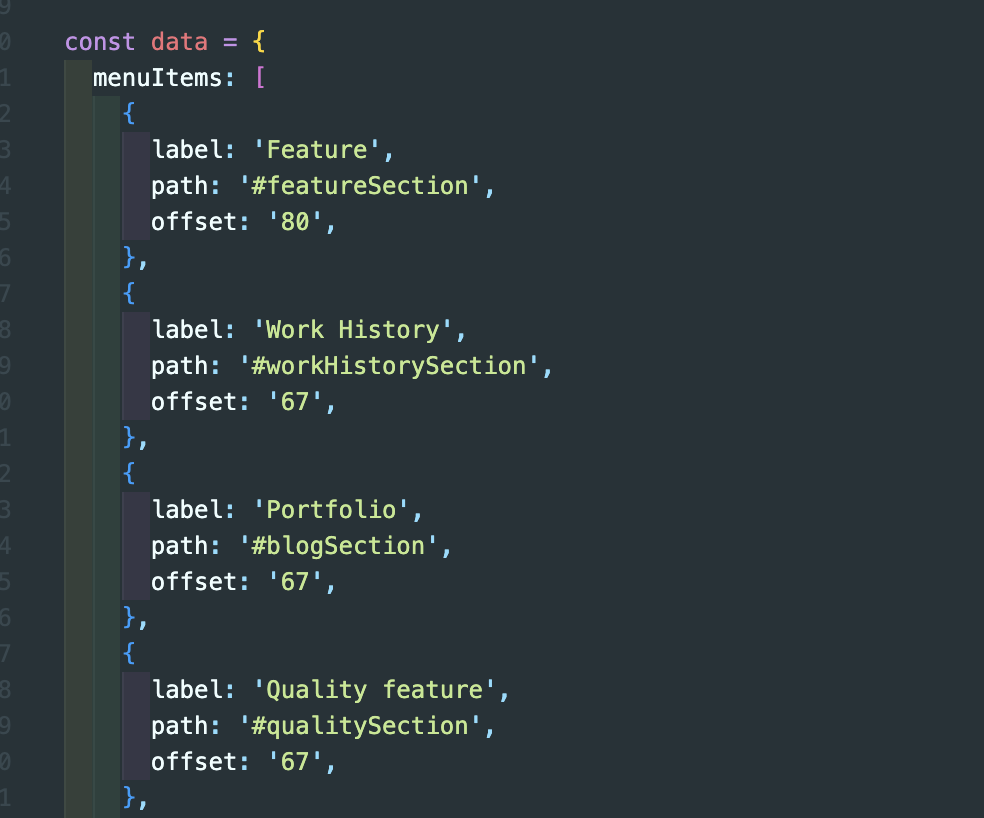 9
0 const data = {
1 menuItems: [
2 {
3 label: 'Feature',
4 path: '#featureSection',
5 offset: '80',
6 },
7 {
8 label: 'Work History',
9 path: '#workHistorySection',
0 offset: '67',
1 },
2 {
3 label: 'Portfolio',
4 path: '#blogSection',
5 offset: '67',
6 },
7 {
8 label: 'Quality feature',
9 path: '#qualitySection',
0 offset: '67',
1 },